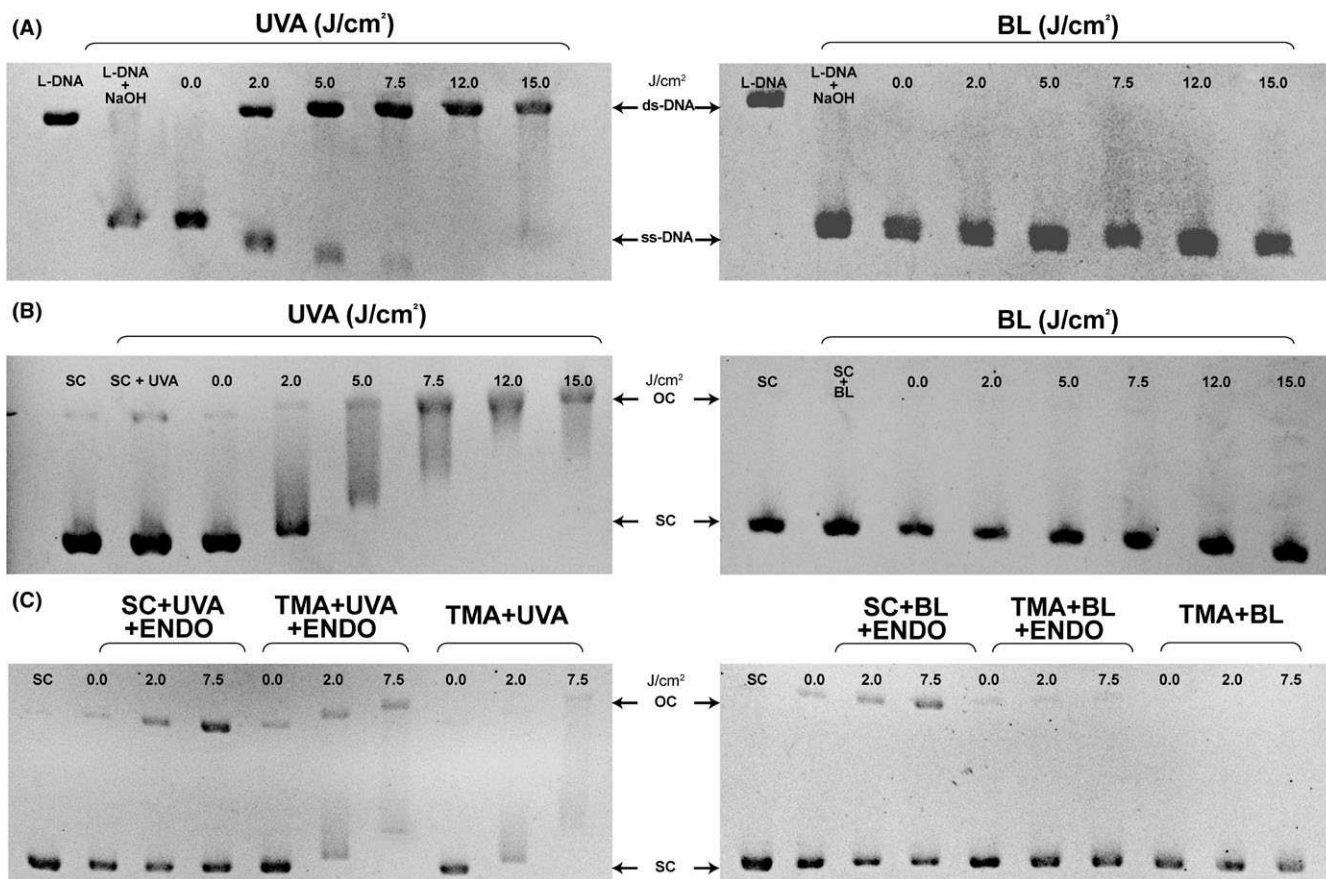 (A)
UVA (J/cm²)
L-DNA
L-DNA
+
NaOH
0.0
2.0
5.0
7.5
12.0
15.0
J/cm²
ds-DNA
ss-DNA
BL (J/cm²)
L-DNA
L-DNA
+
NaOH
0.0
2.0
5.0
7.5
12.0
15.0
(B)
UVA (J/cm²)
SC
SC + UVA
0.0
2.0
5.0
7.5
12.0
15.0
J/cm²
OC
SC
BL (J/cm²)
SC
SC
+
BL
0.0
2.0
5.0
7.5
12.0
15.0
(C)
SC+UVA
+ENDO
TMA+UVA
+ENDO
TMA+UVA
SC
0.0
2.0
7.5
0.0
2.0
7.5
0.0
2.0
7.5
J/cm²
OC
SC
SC+BL
+ENDO
TMA+BL
+ENDO
TMA+BL
SC
0.0
2.0
7.5
0.0
2.0
7.5
0.0
2.0
7.5